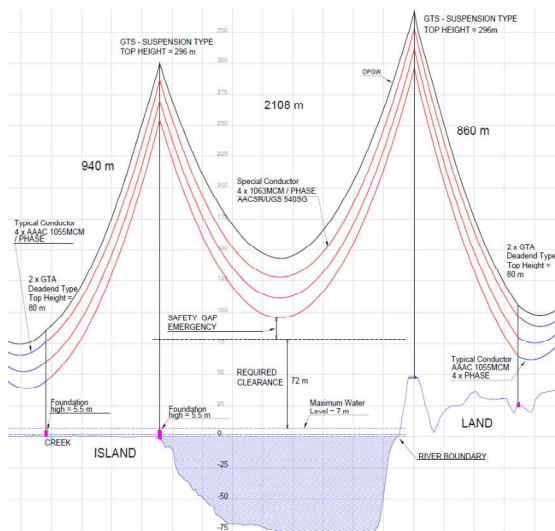 GTS - SUSPENSION TYPE
TOP HEIGHT = 296 m
GTS - SUSPENSION TYPE
TOP HEIGHT = 296m
350
325
300
275
250
225
200
175
150
125
100
75
50
25
0
-25
-50
-75
OPGW
2108 m
940 m
860 m
Special Conductor
4 x 1063MCM / PHASE
AACSR/UGS 540SG
Typical Conductor
4 x AAAC 1055MCM
/ PHASE
2 x GTA
Deadend Type
Top Height =
80 m
2 x GTA
Deadend Type
Top Height =
80 m
SAFETY GAP
EMERGENCY
REQUIRED
CLEARANCE
72 m
Typical Conductor
AAAC 1055MCM
4 x PHASE
Foundation
high = 5.5 m
Foundation
high = 5.5 m
Maximum Water
Level = 7 m
CREEK
ISLAND
LAND
RIVER BOUNDARY